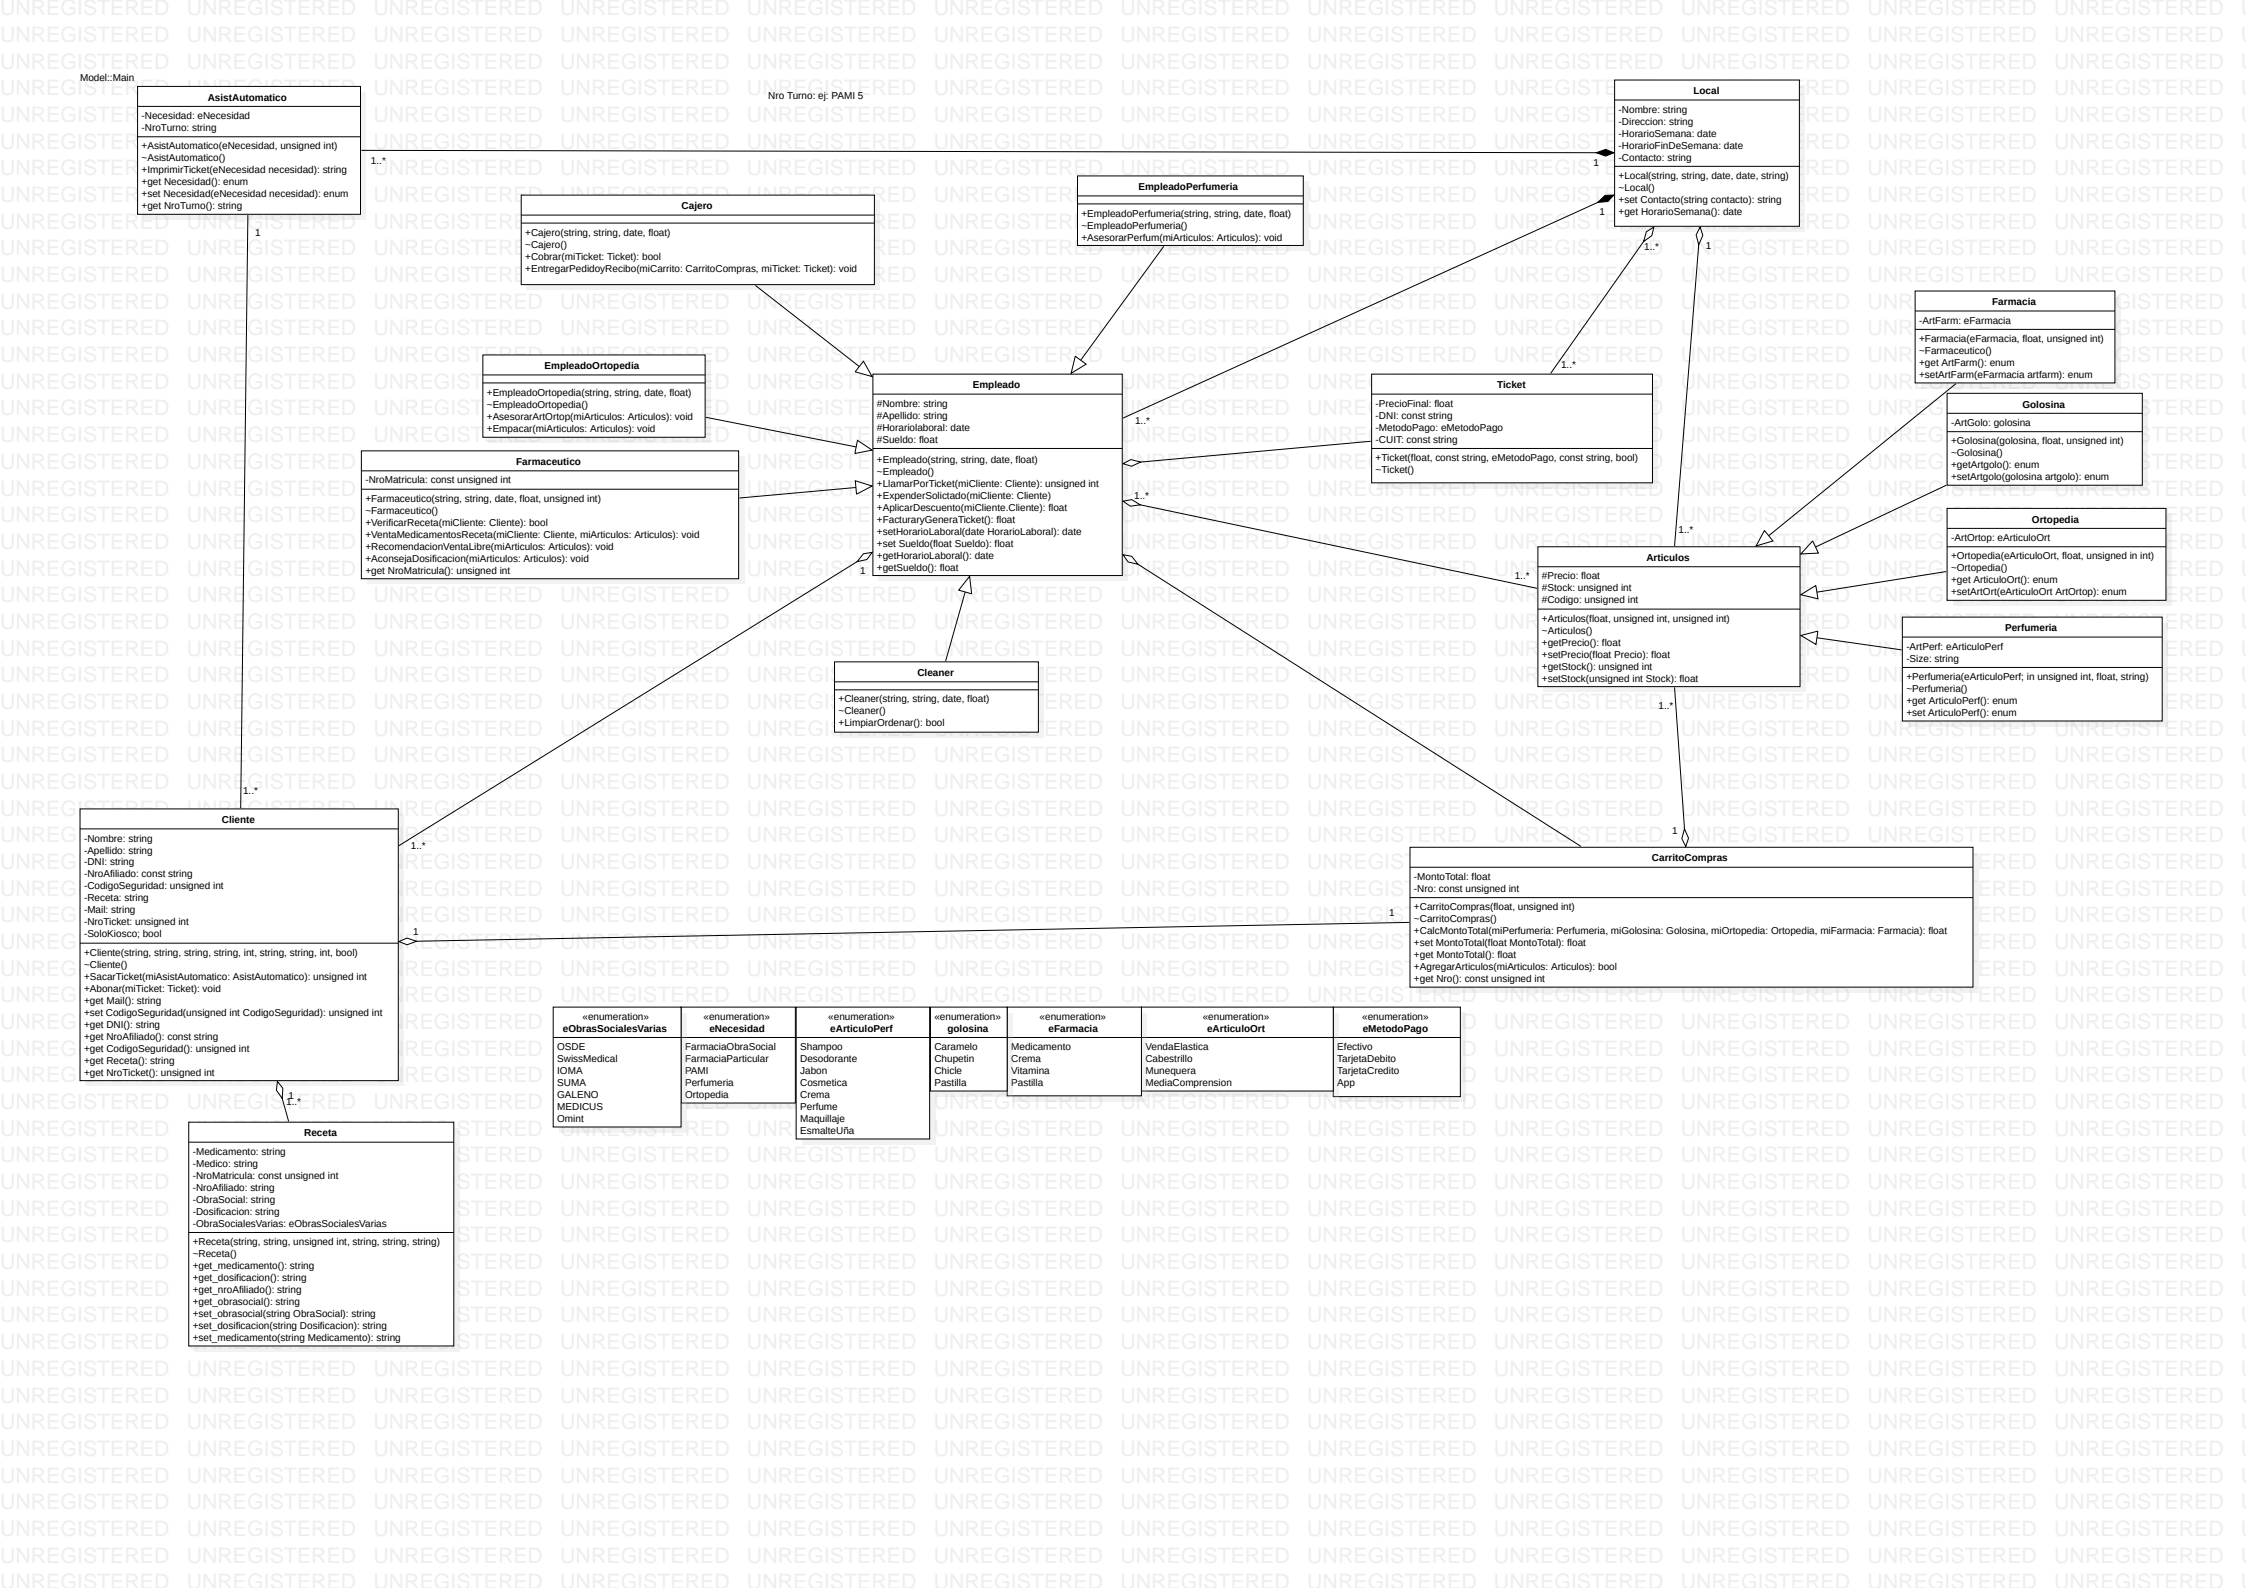 Model::Main
AsistAutomatico
-Necesidad: eNecesidad
-NroTurno: string
+AsistAutomatico(eNecesidad, unsigned int)
~AsistAutomatico()
+ImprimirTicket(eNecesidad necesidad): string
+get Necesidad(): enum
+set Necesidad(eNecesidad necesidad): enum
+get NroTurno(): string
1..*
1
1
1..*
Nro Turno: ej: PAMI 5
Local
-Nombre: string
-Direccion: string
-HorarioSemana: date
-HorarioFinDeSemana: date
-Contacto: string
+Local(string, string, date, date, string)
~Local()
+set Contacto(string contacto): string
+get HorarioSemana(): date
1
1..*
1..*
1..*
1
1..*
Cajero
+Cajero(string, string, date, float)
~Cajero()
+Cobrar(miTicket: Ticket): bool
+EntregarPedidoyRecibo(miCarrito: CarritoCompras, miTicket: Ticket): void
EmpleadoPerfumeria
+EmpleadoPerfumeria(string, string, date, float)
~EmpleadoPerfumeria()
+AsesorarPerfum(miArticulos: Articulos): void
EmpleadoOrtopedia
+EmpleadoOrtopedia(string, string, date, float)
~EmpleadoOrtopedia()
+AsesorarArtOrtop(miArticulos: Articulos): void
+Empacar(miArticulos: Articulos): void
Farmaceutico
-NroMatricula: const unsigned int
+Farmaceutico(string, string, date, float, unsigned int)
~Farmaceutico()
+VerificarReceta(miCliente: Cliente): bool
+VentaMedicamentosReceta(miCliente: Cliente, miArticulos: Articulos): void
+RecomendacionVentaLibre(miArticulos: Articulos): void
+AconsejaDosificacion(miArticulos: Articulos): void
+get NroMatricula(): unsigned int
Empleado
#Nombre: string
#Apellido: string
#Horariolaboral: date
#Sueldo: float
+Empleado(string, string, date, float)
~Empleado()
+LlamarPorTicket(miCliente: Cliente): unsigned int
+ExpenderSolictado(miCliente: Cliente)
+AplicarDescuento(miCliente.Cliente): float
+FacturaryGeneraTicket(): float
+setHorarioLaboral(date HorarioLaboral): date
+set Sueldo(float Sueldo): float
+getHorarioLaboral(): date
+getSueldo(): float
1..*
1..*
1
1..*
Ticket
-PrecioFinal: float
-DNI: const string
-MetodoPago: eMetodoPago
-CUIT: const string
+Ticket(float, const string, eMetodoPago, const string, bool)
~Ticket()
Farmacia
-ArtFarm: eFarmacia
+Farmacia(eFarmacia, float, unsigned int)
~Farmaceutico()
+get ArtFarm(): enum
+setArtFarm(eFarmacia artfarm): enum
Golosina
-ArtGolo: golosina
+Golosina(golosina, float, unsigned int)
~Golosina()
+getArtgolo(): enum
+setArtgolo(golosina artgolo): enum
Ortopedia
-ArtOrtop: eArticuloOrt
+Ortopedia(eArticuloOrt, float, unsigned in int)
~Ortopedia()
+get ArticuloOrt(): enum
+setArtOrt(eArticuloOrt ArtOrtop): enum
Articulos
#Precio: float
#Stock: unsigned int
#Codigo: unsigned int
+Articulos(float, unsigned int, unsigned int)
~Articulos()
+getPrecio(): float
+setPrecio(float Precio): float
+getStock(): unsigned int
+setStock(unsigned int Stock): float
1..*
1
Perfumeria
-ArtPerf: eArticuloPerf
-Size: string
+Perfumeria(eArticuloPerf; in unsigned int, float, string)
~Perfumeria()
+get ArticuloPerf(): enum
+set ArticuloPerf(): enum
Cleaner
+Cleaner(string, string, date, float)
~Cleaner()
+LimpiarOrdenar(): bool
Cliente
-Nombre: string
-Apellido: string
-DNI: string
-NroAfiliado: const string
-CodigoSeguridad: unsigned int
-Receta: string
-Mail: string
-NroTicket: unsigned int
-SoloKiosco; bool
+Cliente(string, string, string, string, int, string, string, int, bool)
~Cliente()
+SacarTicket(miAsistAutomatico: AsistAutomatico): unsigned int
+Abonar(miTicket: Ticket): void
+get Mail(): string
+set CodigoSeguridad(unsigned int CodigoSeguridad): unsigned int
+get DNI(): string
+get NroAfiliado(): const string
+get CodigoSeguridad(): unsigned int
+get Receta(): string
+get NroTicket(): unsigned int
1
1
CarritoCompras
-MontoTotal: float
-Nro: const unsigned int
+CarritoCompras(float, unsigned int)
~CarritoCompras()
+CalcMontoTotal(miPerfumeria: Perfumeria, miGolosina: Golosina, miOrtopedia: Ortopedia, miFarmacia: Farmacia): float
+set MontoTotal(float MontoTotal): float
+get MontoTotal(): float
+AgregarArticulos(miArticulos: Articulos): bool
+get Nro(): const unsigned int
«enumeration»
eObrasSocialesVarias
OSDE
SwissMedical
IOMA
SUMA
GALENO
MEDICUS
Omint
«enumeration»
eNecesidad
FarmaciaObraSocial
FarmaciaParticular
PAMI
Perfumeria
Ortopedia
«enumeration»
eArticuloPerf
Shampoo
Desodorante
Jabon
Cosmetica
Crema
Perfume
Maquillaje
EsmalteUña
«enumeration»
golosina
Caramelo
Chupetin
Chicle
Pastilla
«enumeration»
eFarmacia
Medicamento
Crema
Vitamina
Pastilla
«enumeration»
eArticuloOrt
VendaElastica
Cabestrillo
Munequera
MediaComprension
«enumeration»
eMetodoPago
Efectivo
TarjetaDebito
TarjetaCredito
App
1
1..*
Receta
-Medicamento: string
-Medico: string
-NroMatricula: const unsigned int
-NroAfiliado: string
-ObraSocial: string
-Dosificacion: string
-ObraSocialesVarias: eObrasSocialesVarias
+Receta(string, string, unsigned int, string, string, string)
~Receta()
+get_medicamento(): string
+get_dosificacion(): string
+get_nroAfiliado(): string
+get_obrasocial(): string
+set_obrasocial(string ObraSocial): string
+set_dosificacion(string Dosificacion): string
+set_medicamento(string Medicamento): string
UNREGISTERED